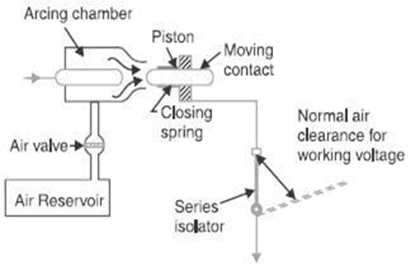 Arcing chamber
Piston
Moving
contact
Closing
spring
Air valve
Air Reservoir
Normal air
clearance for
working voltage
Series
isolator